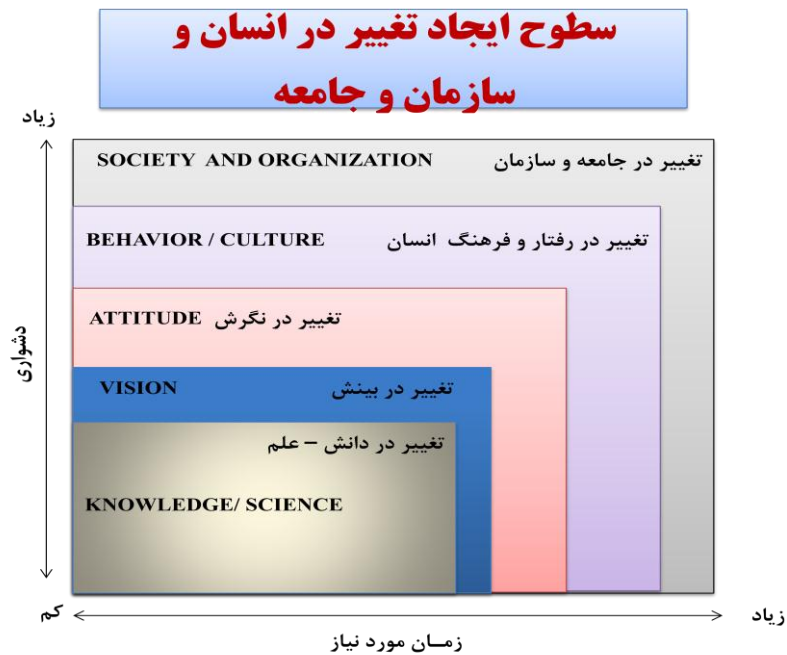 سطوح ایجاد تغییر در انسان و
سازمان و جامعه
زیاد
SOCIETY AND ORGANIZATION تغییر در جامعه و سازمان
BEHAVIOR / CULTURE تغییر در رفتار و فرهنگ انسان
ATTITUDE تغییر در نگرش
دشواری
VISION تغییر در بینش
تغییر در دانش – علم
KNOWLEDGE/ SCIENCE
کم
زیاد
زمـان مورد نیاز